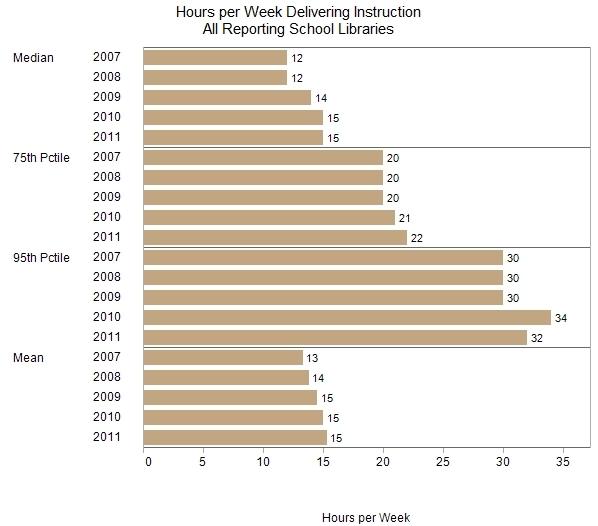 Hours per Week Delivering Instruction
All Reporting School Libraries
Median 2007 12
2008 12
2009 14
2010 15
2011 15
75th Pctile 2007 20
2008 20
2009 20
2010 21
2011 22
95th Pctile 2007 30
2008 30
2009 30
2010 34
2011 32
Mean 2007 13
2008 14
2009 15
2010 15
2011 15
0 5 10 15 20 25 30 35
Hours per Week